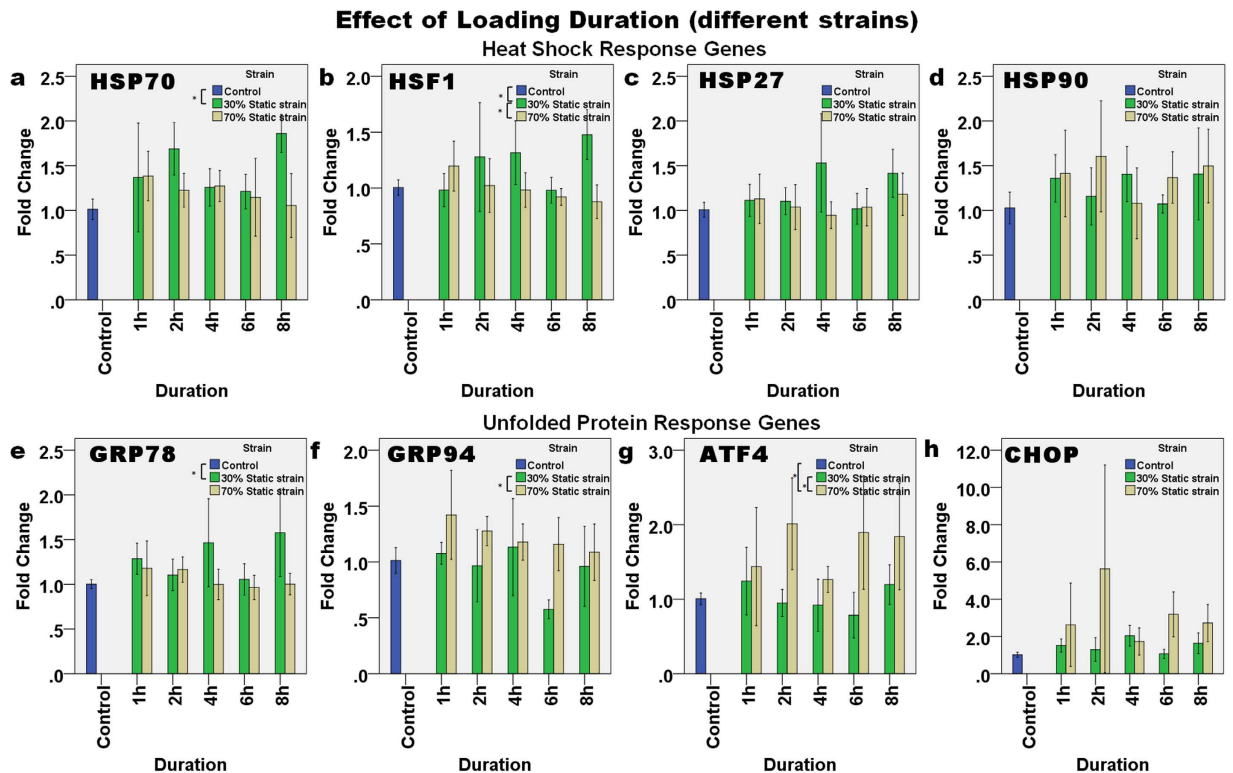 Effect of Loading Duration (different strains)
Heat Shock Response Genes
a
HSP70
Strain
* Control
30% Static strain
70% Static strain
Fold Change
2.5
2.0
1.5
1.0
.5
.0
Control
1h
2h
4h
6h
8h
Duration
b
HSF1
Strain
* Control
* 30% Static strain
70% Static strain
Fold Change
2.0
1.5
1.0
.5
.0
Control
1h
2h
4h
6h
8h
Duration
c
HSP27
Strain
Control
30% Static strain
70% Static strain
Fold Change
2.5
2.0
1.5
1.0
.5
.0
Control
1h
2h
4h
6h
8h
Duration
d
HSP90
Strain
Control
30% Static strain
70% Static strain
Fold Change
2.5
2.0
1.5
1.0
.5
.0
Control
1h
2h
4h
6h
8h
Duration
Unfolded Protein Response Genes
e
GRP78
Strain
* Control
30% Static strain
70% Static strain
Fold Change
2.5
2.0
1.5
1.0
.5
.0
Control
1h
2h
4h
6h
8h
Duration
f
GRP94
Strain
Control
* 30% Static strain
70% Static strain
Fold Change
2.0
1.5
1.0
.5
.0
Control
1h
2h
4h
6h
8h
Duration
g
ATF4
Strain
Control
* * 30% Static strain
70% Static strain
Fold Change
3.0
2.0
1.0
.0
Control
1h
2h
4h
6h
8h
Duration
h
CHOP
Strain
Control
30% Static strain
70% Static strain
Fold Change
12.0
10.0
8.0
6.0
4.0
2.0
.0
Control
1h
2h
4h
6h
8h
Duration